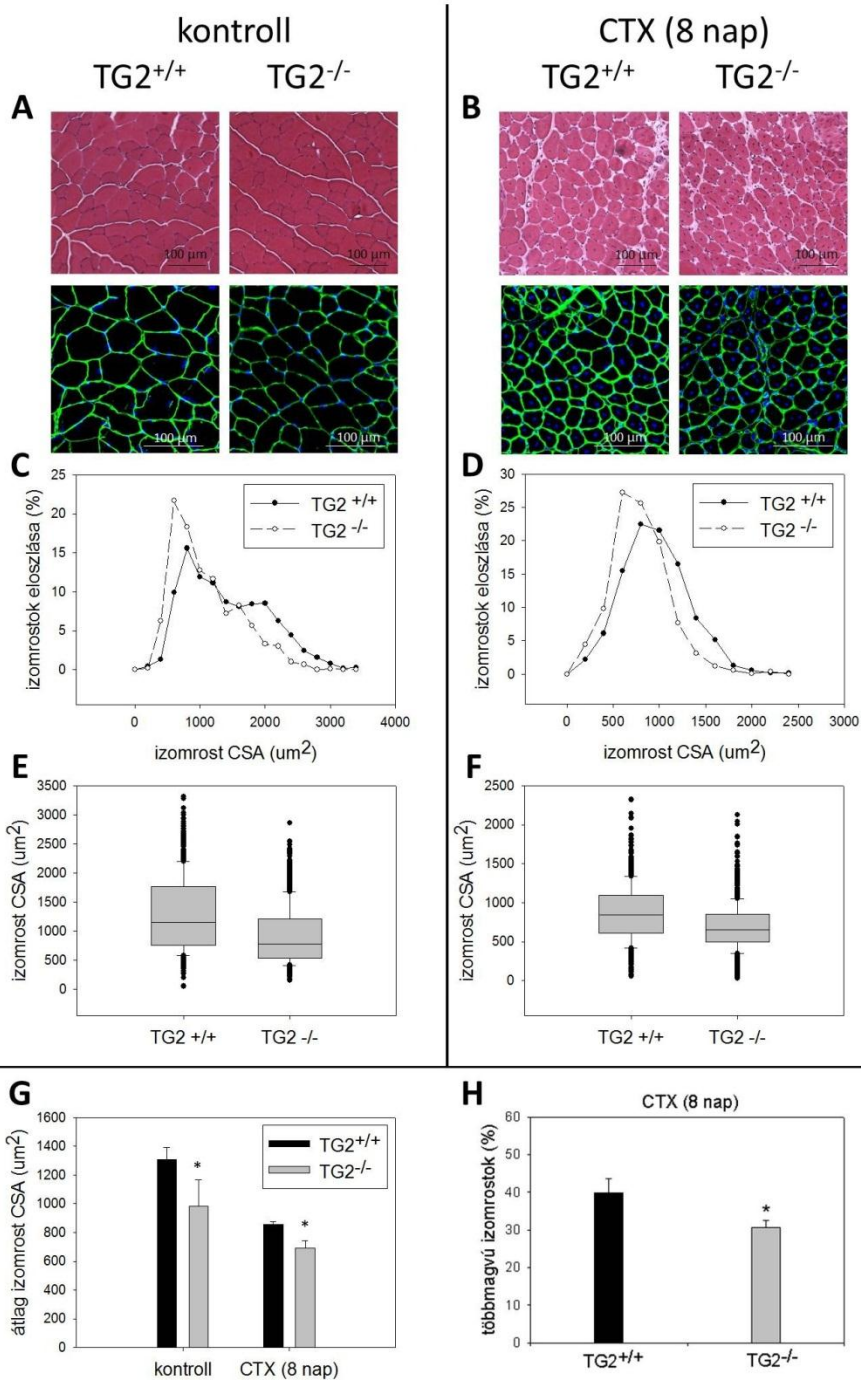 kontroll
CTX (8 nap)
TG2+/+
TG2-/-
TG2+/+
TG2-/-
A
B
100 µm
100 µm
100 µm
100 µm
100 µm
100 µm
100 µm
100 µm
C
izomrostok eloszlása (%)
25
20
15
10
5
0
TG2 +/+
TG2 -/-
0
1000
2000
3000
4000
izomrost CSA (um2)
D
izomrostok eloszlása (%)
30
25
20
15
10
5
0
TG2 +/+
TG2 -/-
0
500
1000
1500
2000
2500
3000
izomrost CSA (um2)
E
izomrost CSA (um2)
3500
3000
2500
2000
1500
1000
500
0
TG2 +/+
TG2 -/-
F
izomrost CSA (um2)
2500
2000
1500
1000
500
0
TG2 +/+
TG2 -/-
G
átlag izomrost CSA (um2)
1600
1400
1200
1000
800
600
400
200
0
TG2+/+
TG2-/-
*
*
kontroll
CTX (8 nap)
H
CTX (8 nap)
többmagvú izomrostok (%)
60
50
40
30
20
10
0
*
TG2+/+
TG2-/-